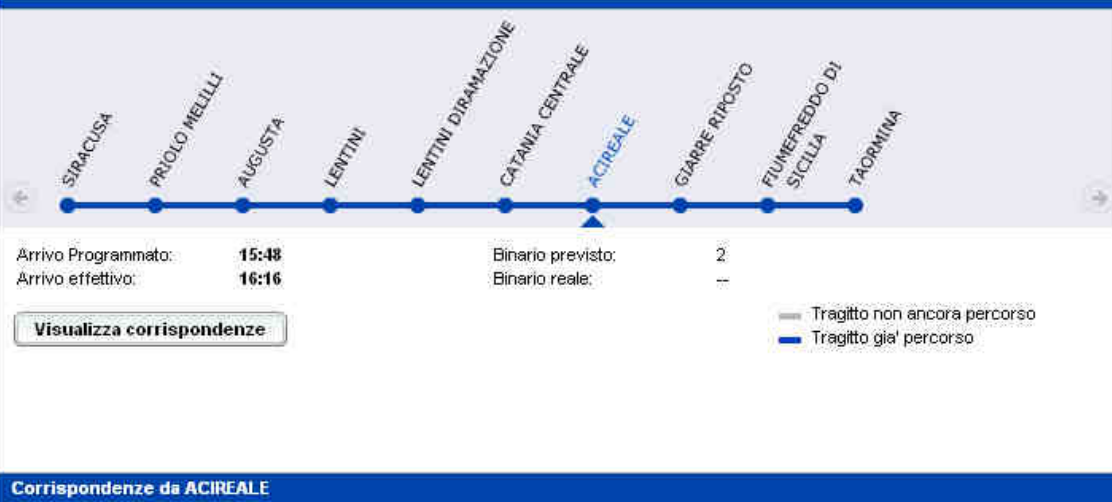 SIRACUSA
PRIOLO MELILLI
AUGUSTA
LENTINI
LENTINI DIRAMAZIONE
CATANIA CENTRALE
ACIREALE
GIARRE RIPOSTO
FIUMEFREDDO DI
SICILIA
TAORMINA
Arrivo Programmato: 15:48 Binario previsto: 2
Arrivo effettivo: 16:16 Binario reale: --
Visualizza corrispondenze
Tragitto non ancora percorso
Tragitto gia' percorso
Corrispondenze da ACIREALE